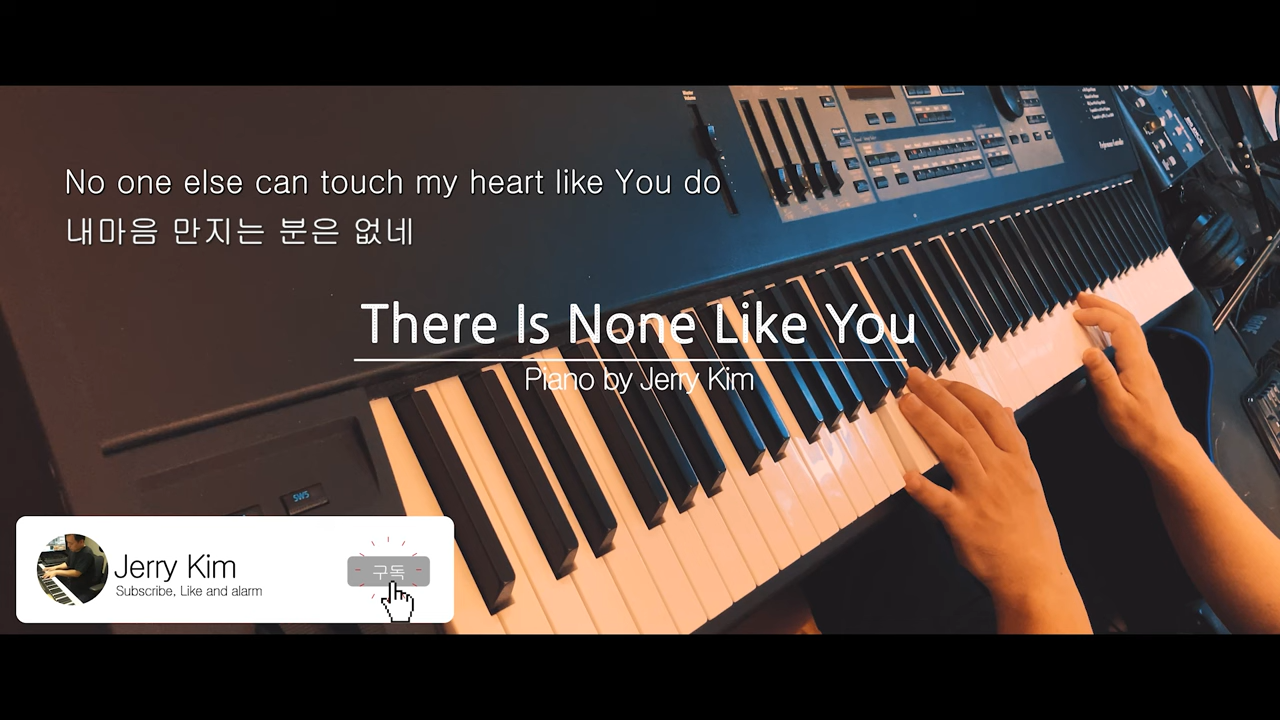 No one else can touch my heart like You do
내마음 만지는 분은 없네
There Is None Like You
Piano by Jerry Kim
SW5
Jerry Kim
Subscribe, Like and alarm
구독